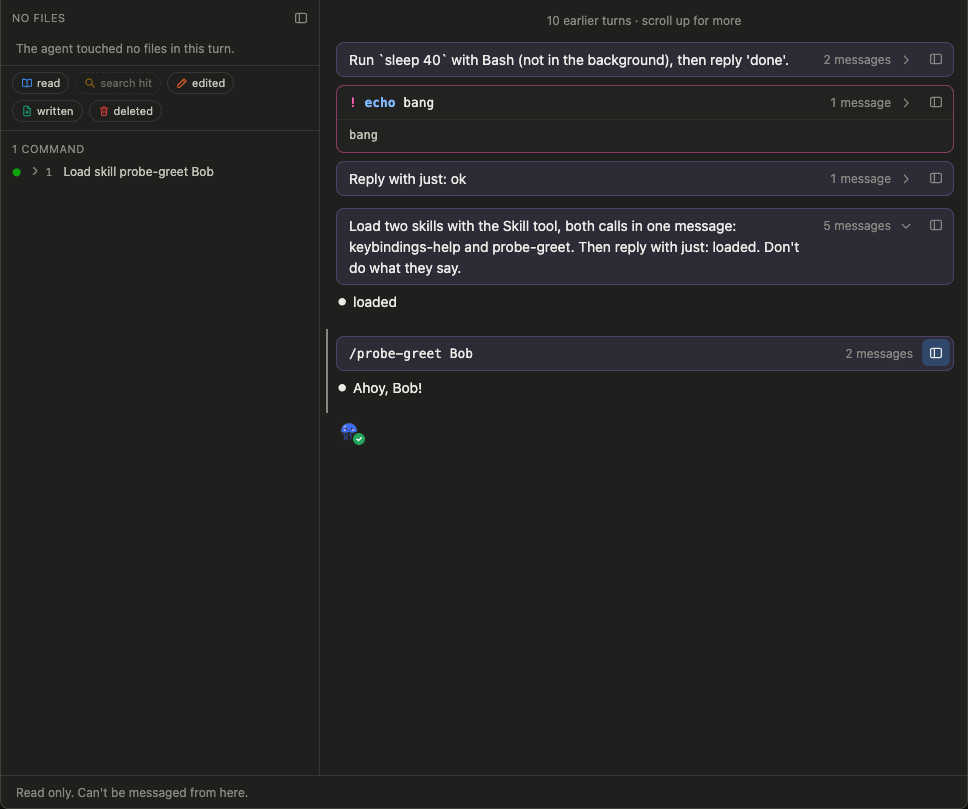 NO FILES
The agent touched no files in this turn.
read
search hit
edited
written
deleted
1 COMMAND
1 Load skill probe-greet Bob
10 earlier turns · scroll up for more
Run `sleep 40` with Bash (not in the background), then reply 'done'. 2 messages
! echo bang 1 message
bang
Reply with just: ok 1 message
Load two skills with the Skill tool, both calls in one message: 5 messages
keybindings-help and probe-greet. Then reply with just: loaded. Don't
do what they say.
loaded
/probe-greet Bob 2 messages
Ahoy, Bob!
Read only. Can't be messaged from here.